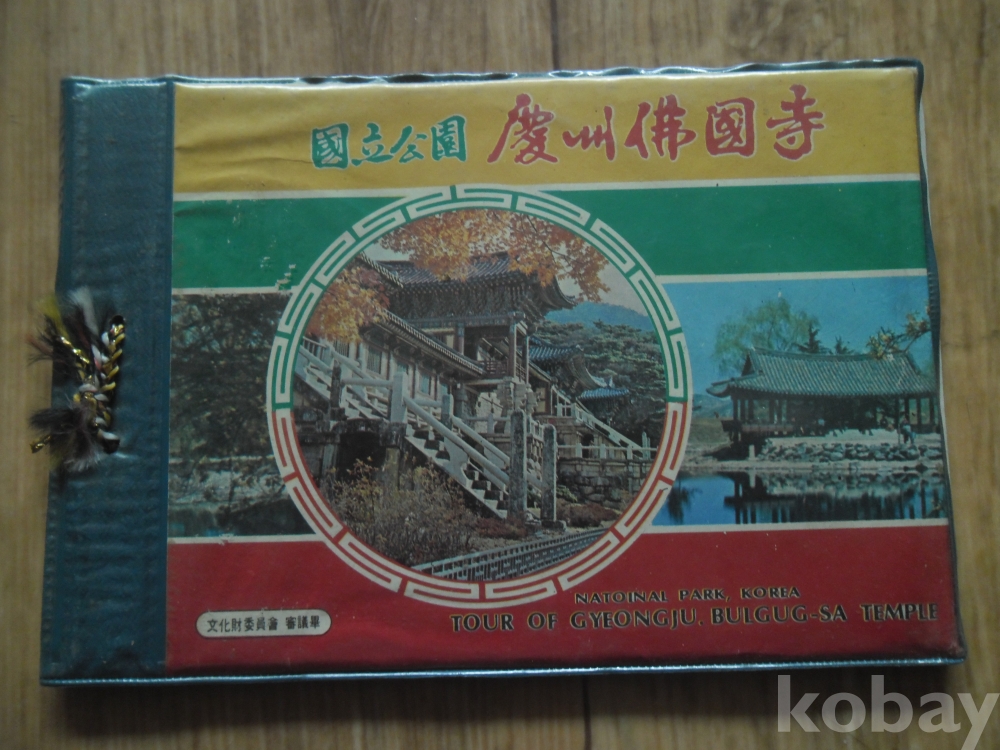 國立公園 慶州佛國寺
NATOINAL PARK, KOREA
TOUR OF GYEONGJU. BULGUG-SA TEMPLE
文化財委員會 審議畢
kobay